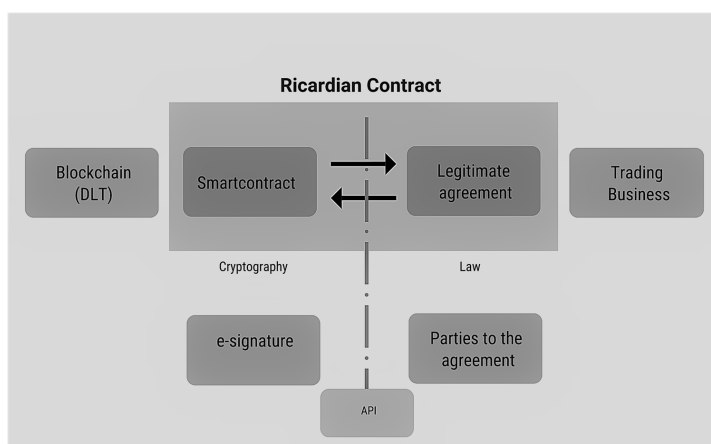 Ricardian Contract
Blockchain
(DLT)
Smartcontract
Legitimate
agreement
Trading
Business
Cryptography
Law
e-signature
Parties to the
agreement
API